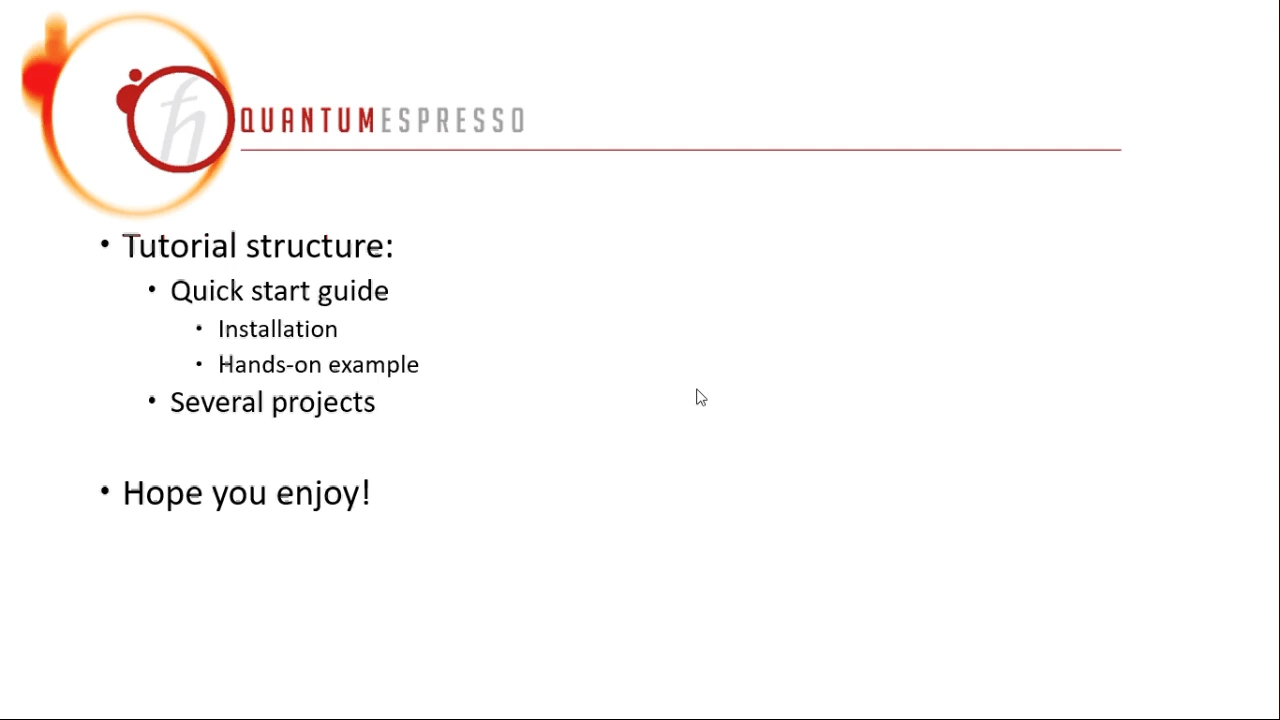 ħ
QUANTUMESPRESSO
• Tutorial structure:
• Quick start guide
• Installation
• Hands-on example
• Several projects
• Hope you enjoy!